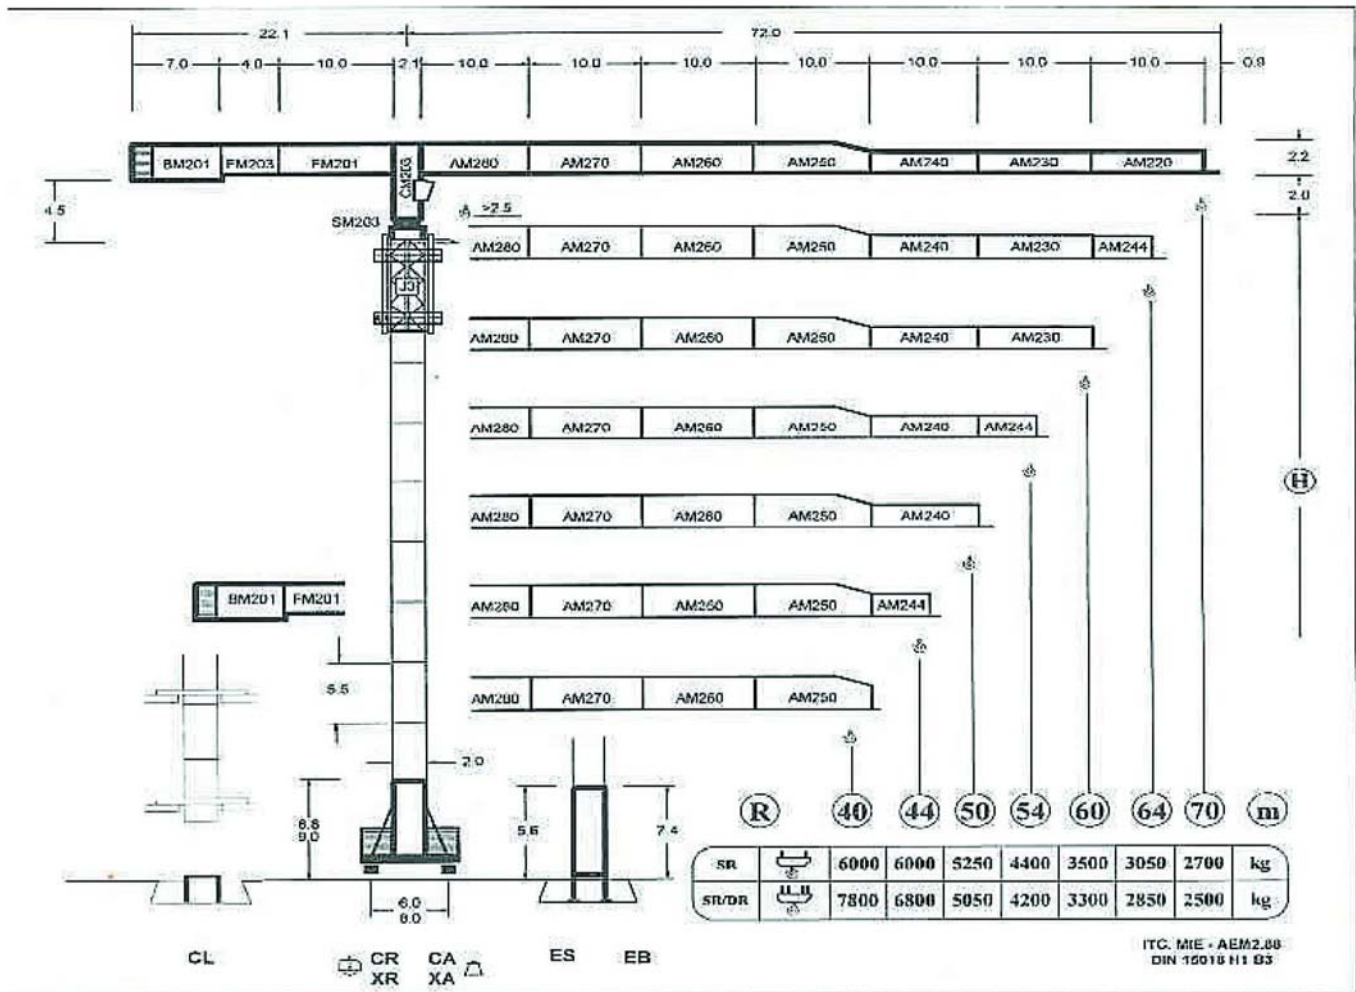 22.1 72.0
7.0 4.0 10.0 2.1 10.0 10.0 10.0 10.0 10.0 10.0 10.0 0.9
BM201 FM203 FM201 CM203 AM280 AM270 AM260 AM250 AM240 AM230 AM220
2.2
2.0
4.5
SM203
>2.5
AM280 AM270 AM260 AM250 AM240 AM230 AM244
AM280 AM270 AM260 AM250 AM240 AM230
AM280 AM270 AM260 AM250 AM240 AM244
H
AM280 AM270 AM260 AM250 AM240
BM201 FM201 AM280 AM270 AM260 AM250 AM244
5.5
AM280 AM270 AM260 AM250
2.0
R 40 44 50 54 60 64 70 m
5.6 7.4
9.0
SR 6000 6000 5250 4400 3500 3050 2700 kg
SR/DR 7800 6800 5050 4200 3300 2850 2500 kg
6.0
8.0
CL CR CA ES EB
XR XA
ITC. MIE - AEM2.88
DIN 15018 H1 B3